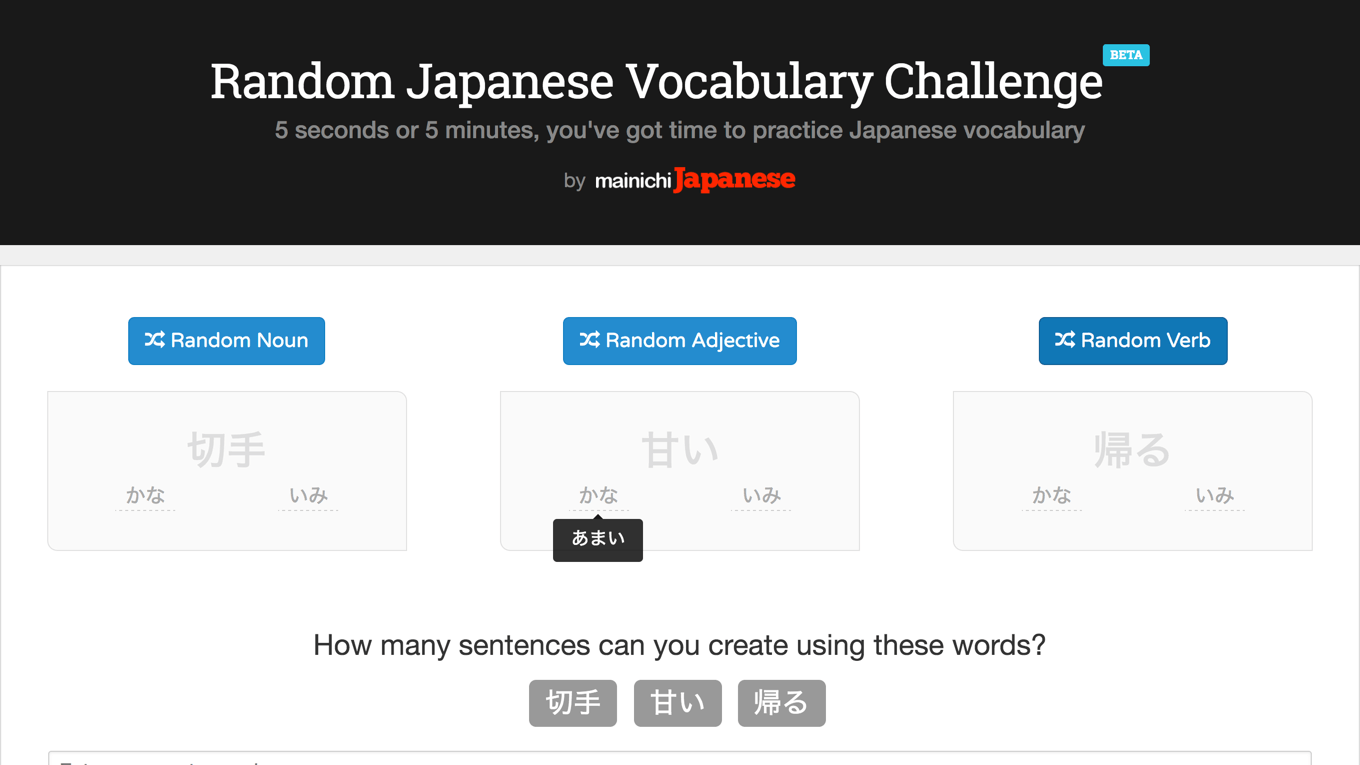 Random Japanese Vocabulary Challenge BETA
5 seconds or 5 minutes, you've got time to practice Japanese vocabulary
by mainichi Japanese
Random Noun
切手
かな いみ
Random Adjective
甘い
かな いみ
あまい
Random Verb
帰る
かな いみ
How many sentences can you create using these words?
切手 甘い 帰る